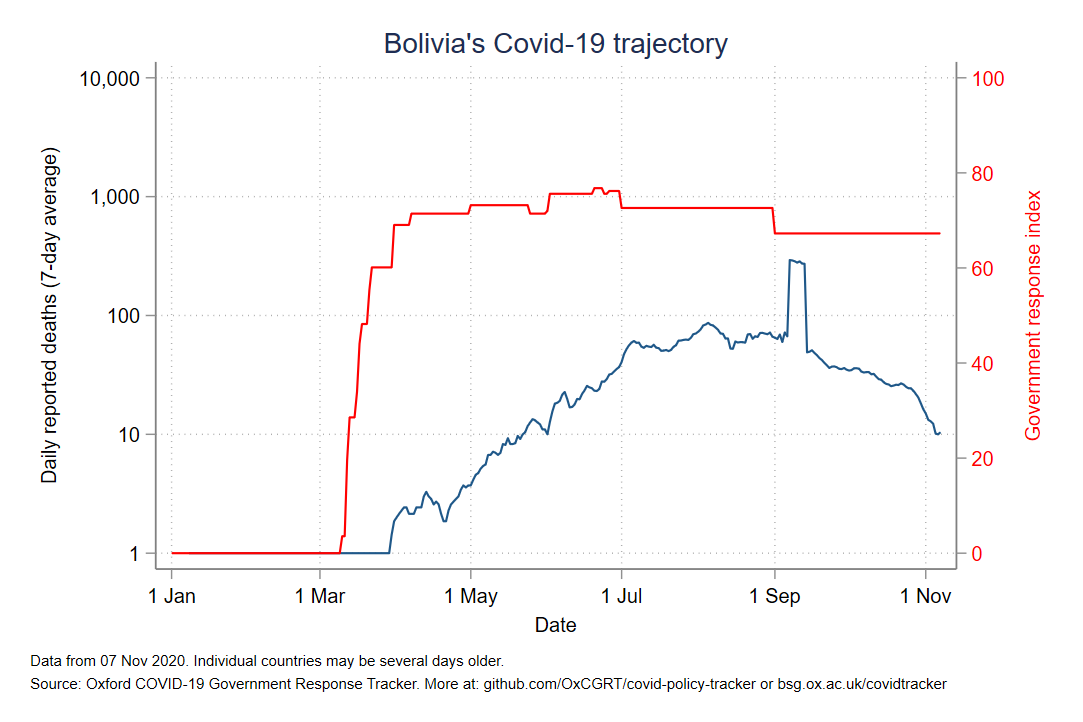 Bolivia's Covid-19 trajectory
Daily reported deaths (7-day average)
10,000
1,000
100
10
1
100
80
60
40
20
0
Government response index
1 Jan
1 Mar
1 May
1 Jul
1 Sep
1 Nov
Date
Data from 07 Nov 2020. Individual countries may be several days older.
Source: Oxford COVID-19 Government Response Tracker. More at: github.com/OxCGRT/covid-policy-tracker or bsg.ox.ac.uk/covidtracker